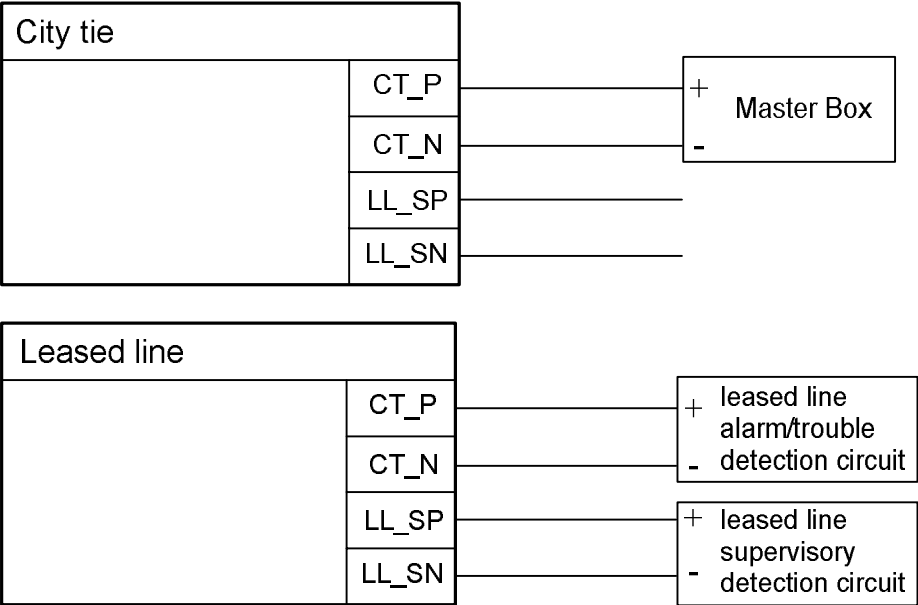 City tie
CT_P
+
Master Box
CT_N
-
LL_SP
LL_SN
Leased line
CT_P
+
leased line
alarm/trouble
detection circuit
CT_N
-
LL_SP
+
leased line
supervisory
detection circuit
LL_SN
-